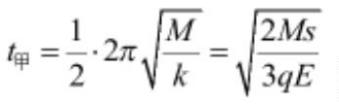 t甲 = 1/2 · 2π√(M/k) = √(2Ms/3qE)